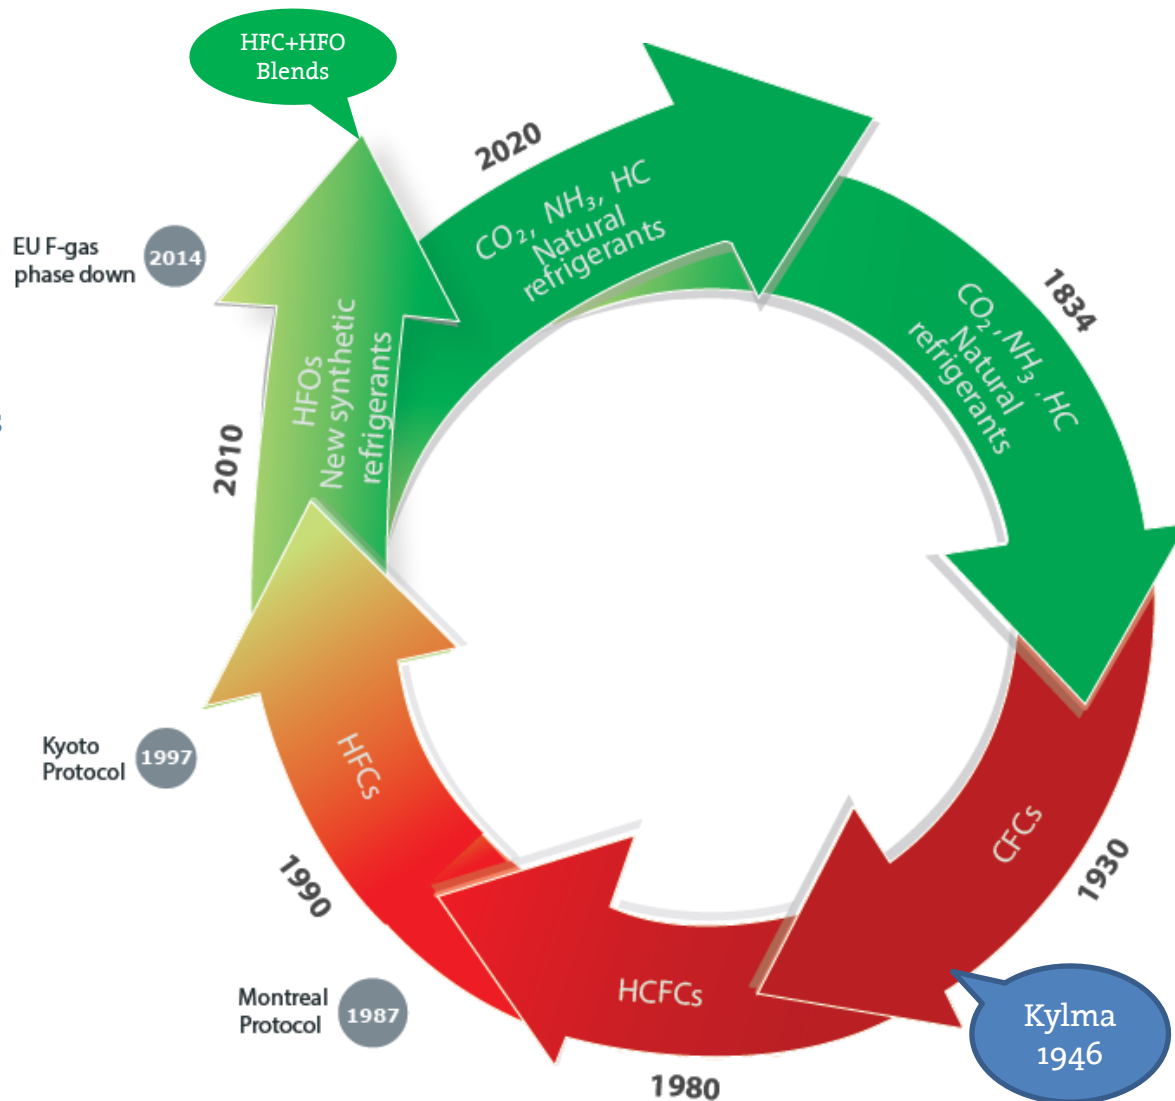 HFC+HFO
Blends
2020
CO₂, NH₃, HC
Natural
refrigerants
1834
CO₂, NH₃, HC
Natural
refrigerants
EU F-gas
phase down
2014
HFOs
New synthetic
refrigerants
2010
Kyoto
Protocol
1997
HFCs
1990
CFCs
1930
Montreal
Protocol
1987
HCFCs
1980
Kylma
1946